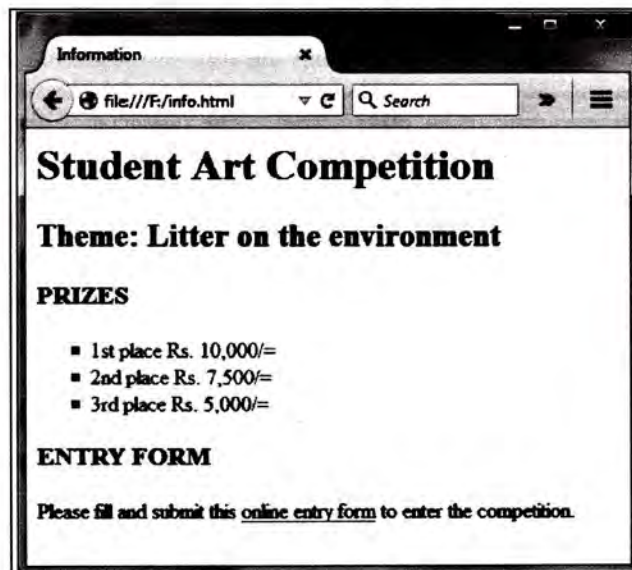 Information
file:///F:/info.html
Search
Student Art Competition
Theme: Litter on the environment
PRIZES
1st place Rs. 10,000/=
2nd place Rs. 7,500/=
3rd place Rs. 5,000/=
ENTRY FORM
Please fill and submit this online entry form to enter the competition.